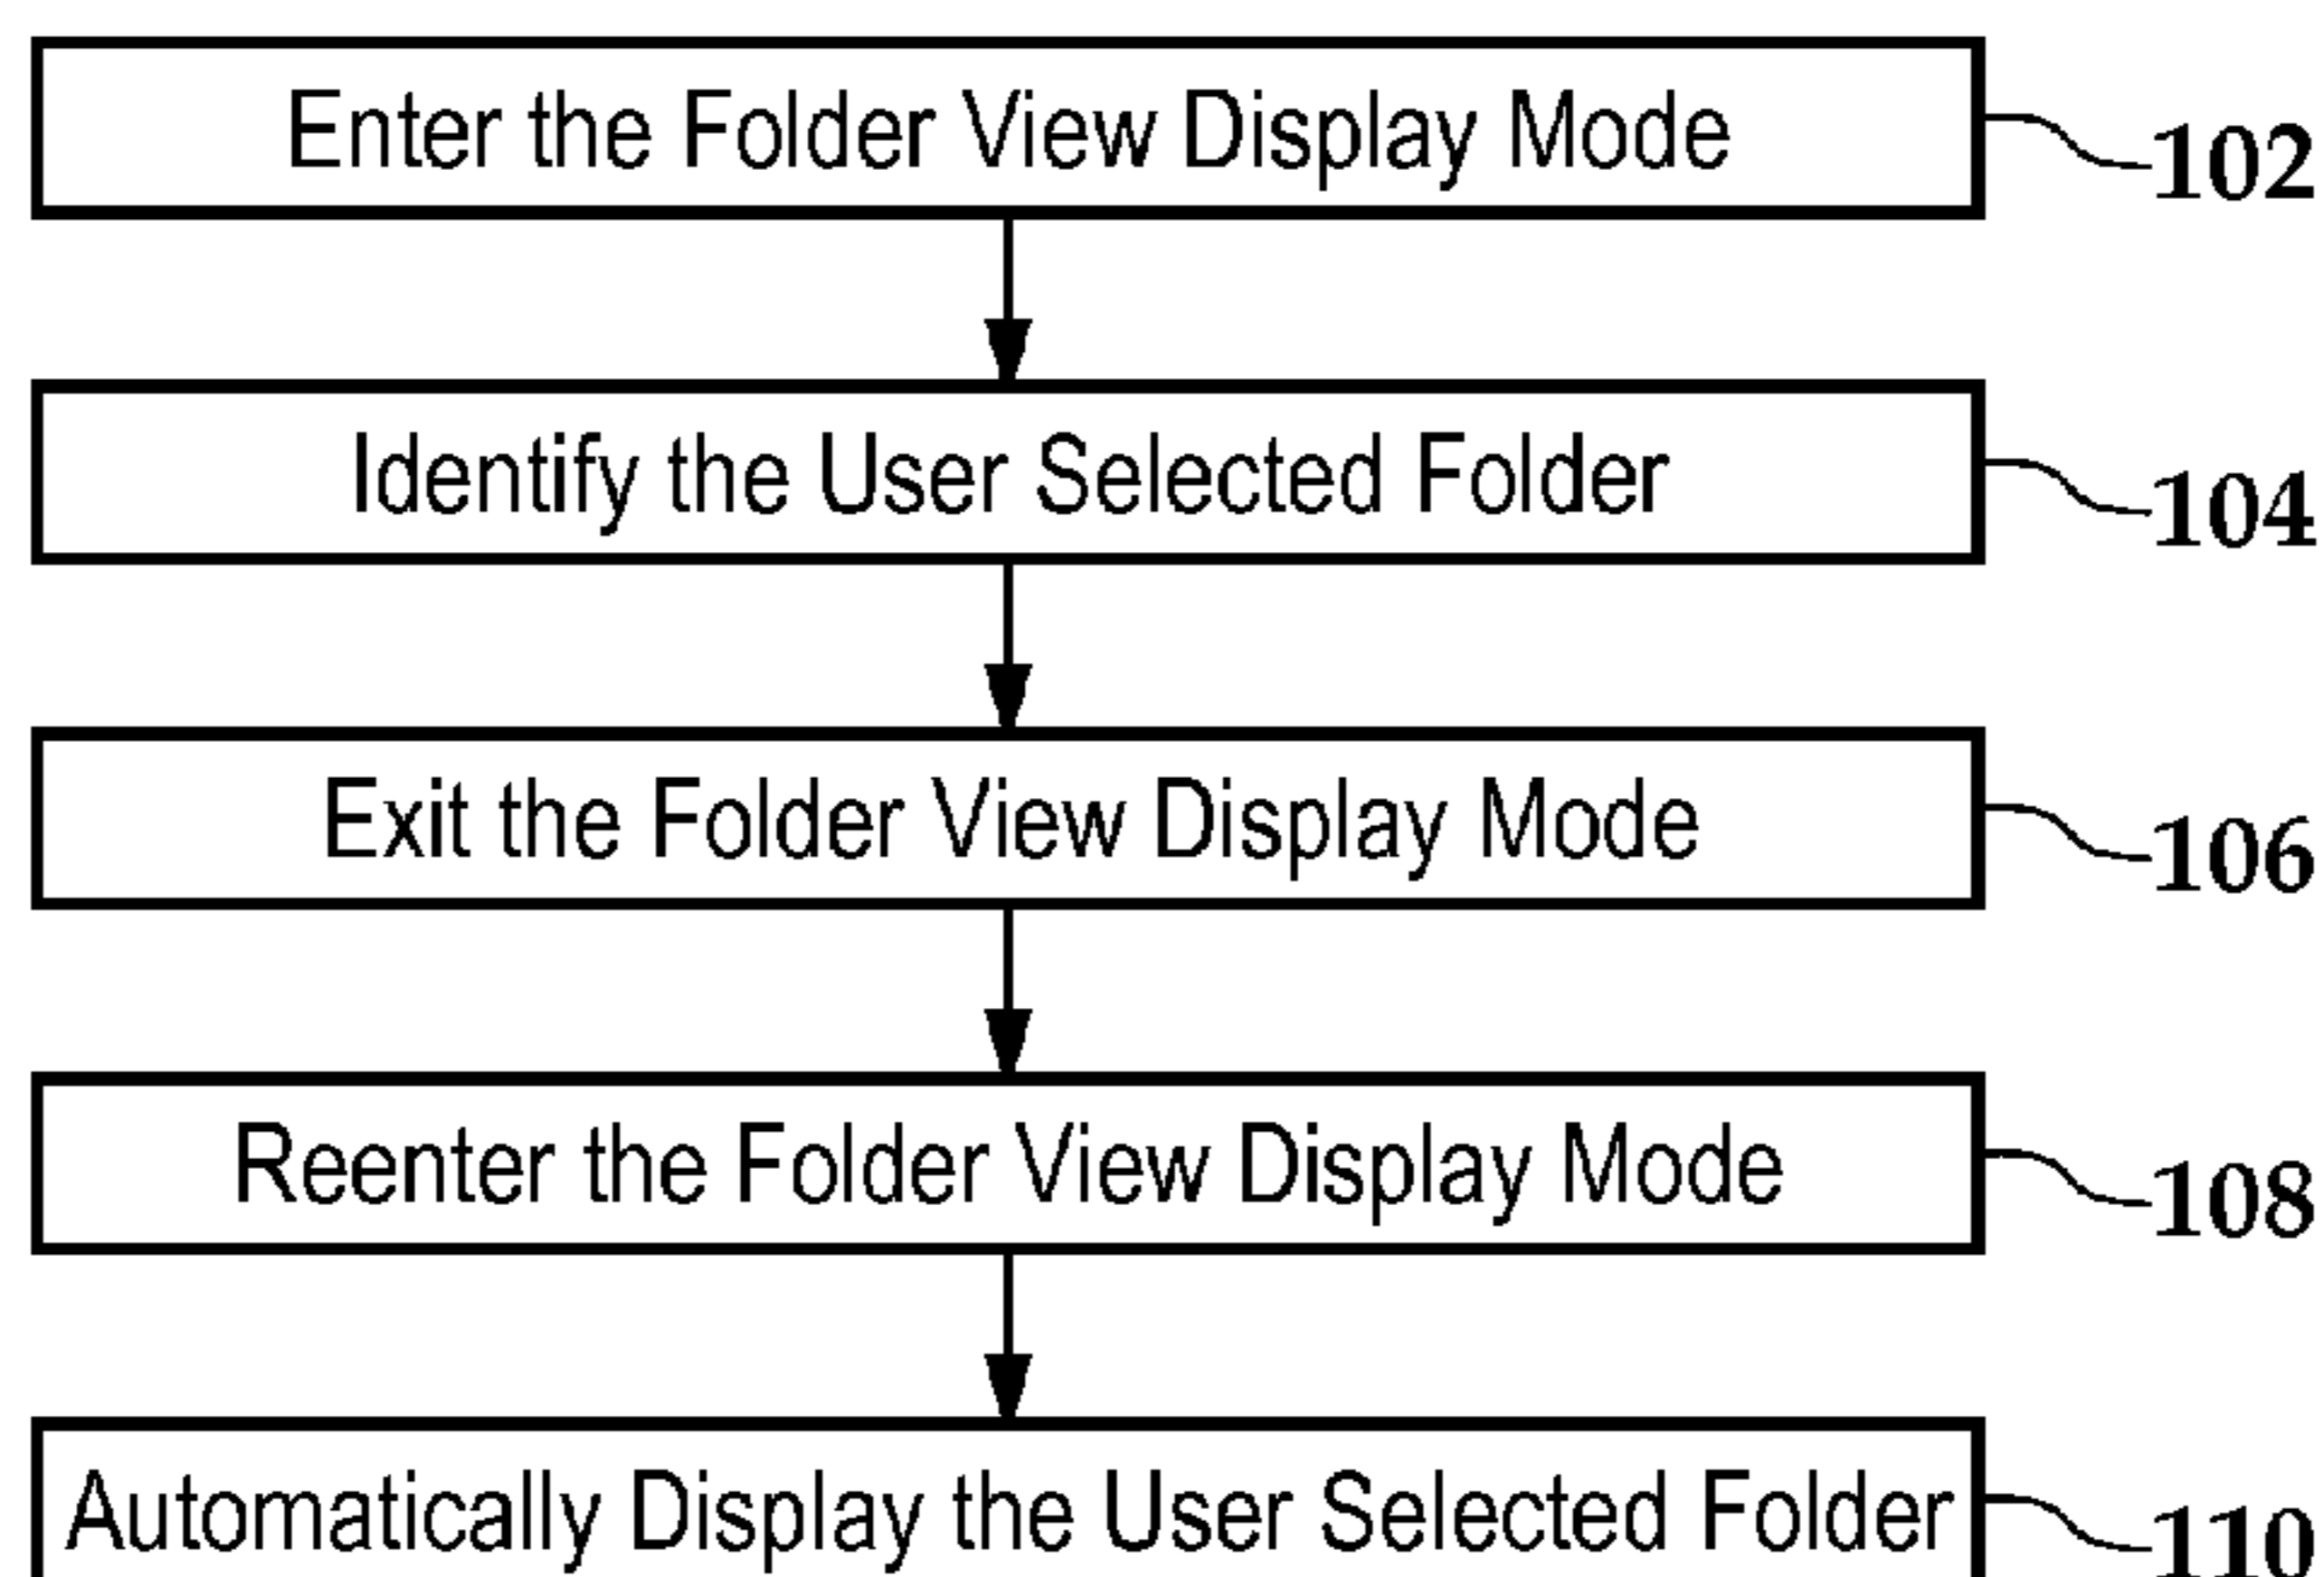 Enter the Folder View Display Mode
102
Identify the User Selected Folder
104
Exit the Folder View Display Mode
106
Reenter the Folder View Display Mode
108
Automatically Display the User Selected Folder
110